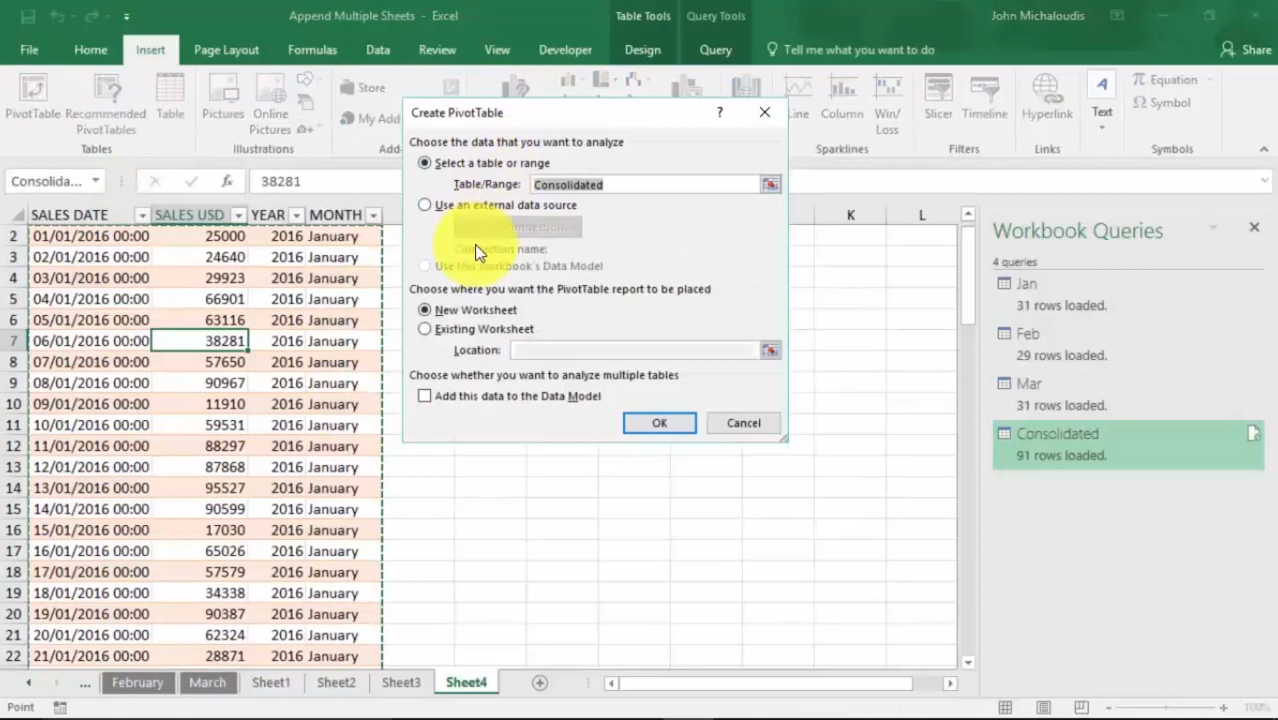 Append Multiple Sheets - Excel
Table Tools
Query Tools
John Michaloudis
File Home Insert Page Layout Formulas Data Review View Developer Design Query Tell me what you want to do Share
PivotTable Recommended PivotTables Table
Tables
Pictures Online Pictures
Illustrations
Store
My Add-
Add-
Line Column Win/ Loss
Sparklines
Slicer Timeline
Filters
Hyperlink
Links
Text
Equation
Symbol
Symbols
Consolida... fx 38281
SALES DATE SALES USD YEAR MONTH K L
2 01/01/2016 00:00 25000 2016 January
3 02/01/2016 00:00 24640 2016 January
4 03/01/2016 00:00 29923 2016 January
5 04/01/2016 00:00 66901 2016 January
6 05/01/2016 00:00 63116 2016 January
7 06/01/2016 00:00 38281 2016 January
8 07/01/2016 00:00 57650 2016 January
9 08/01/2016 00:00 90967 2016 January
10 09/01/2016 00:00 11910 2016 January
11 10/01/2016 00:00 59531 2016 January
12 11/01/2016 00:00 88297 2016 January
13 12/01/2016 00:00 87868 2016 January
14 13/01/2016 00:00 95527 2016 January
15 14/01/2016 00:00 90599 2016 January
16 15/01/2016 00:00 17030 2016 January
17 16/01/2016 00:00 65026 2016 January
18 17/01/2016 00:00 57579 2016 January
19 18/01/2016 00:00 34338 2016 January
20 19/01/2016 00:00 90387 2016 January
21 20/01/2016 00:00 62324 2016 January
22 21/01/2016 00:00 28871 2016 January
Create PivotTable ?
Choose the data that you want to analyze
Select a table or range
Table/Range: Consolidated
Use an external data source
name:
Use this Workbook's Data Model
Choose where you want the PivotTable report to be placed
New Worksheet
Existing Worksheet
Location:
Choose whether you want to analyze multiple tables
Add this data to the Data Model
OK Cancel
Workbook Queries
4 queries
Jan
31 rows loaded.
Feb
29 rows loaded.
Mar
31 rows loaded.
Consolidated
91 rows loaded.
... February March Sheet1 Sheet2 Sheet3 Sheet4
Point
100%